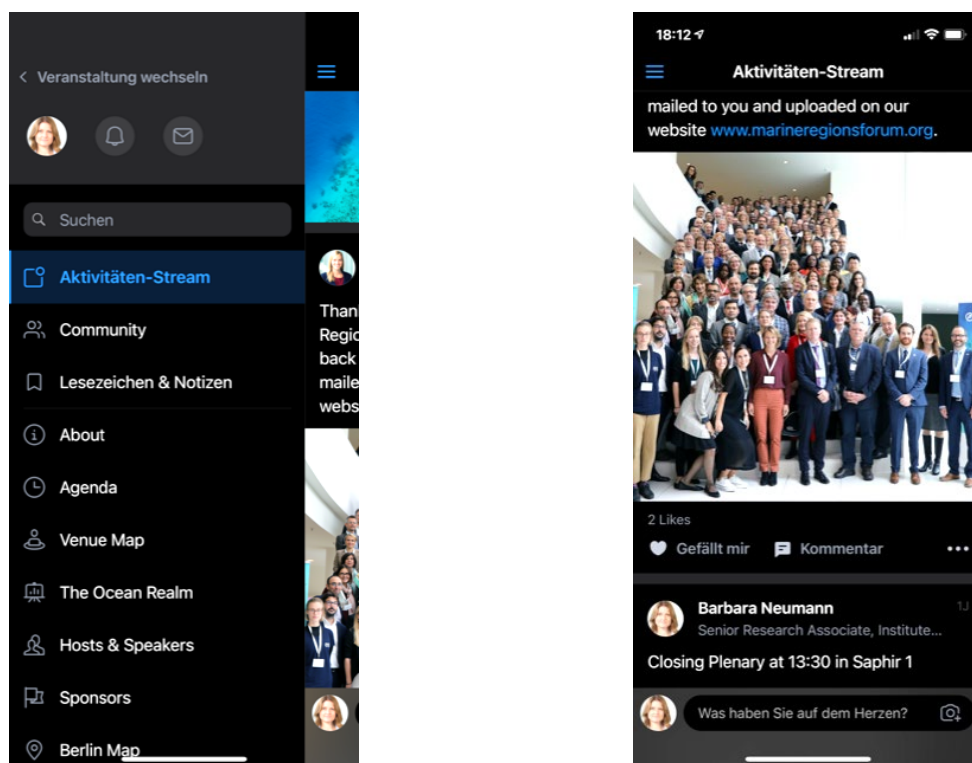 Veranstaltung wechseln
Suchen
Aktivitäten-Stream
Community
Lesezeichen & Notizen
About
Agenda
Venue Map
The Ocean Realm
Hosts & Speakers
Sponsors
Berlin Map
Than
Regio
back
maile
webs
18:12
Aktivitäten-Stream
mailed to you and uploaded on our
website www.marineregionsforum.org.
2 Likes
Gefällt mir
Kommentar
Barbara Neumann
1J
Senior Research Associate, Institute...
Closing Plenary at 13:30 in Saphir 1
Was haben Sie auf dem Herzen?